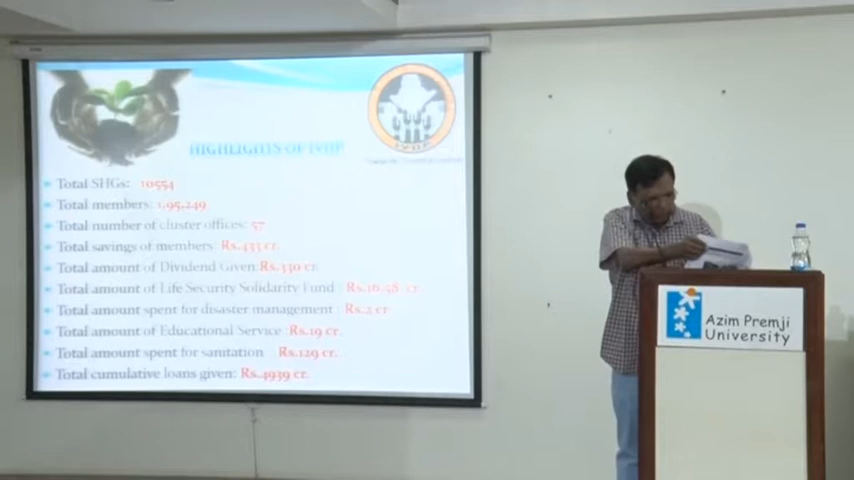 HIGHLIGHTS OF IVDP
Total SHGs: 10554
Total members: 1,95,249
Total number of cluster offices: 57
Total savings of members Rs.433 cr.
Total amount of Dividend Given: Rs.330 cr.
Total amount of Life Security Solidarity Fund Rs.16.48 cr
Total amount spent for disaster management Rs.2 cr.
Total amount of Educational Service Rs.19 cr.
Total amount spent for sanitation Rs.129 cr.
Total cumulative loans given: Rs.4939 cr.
Azim Premji
University